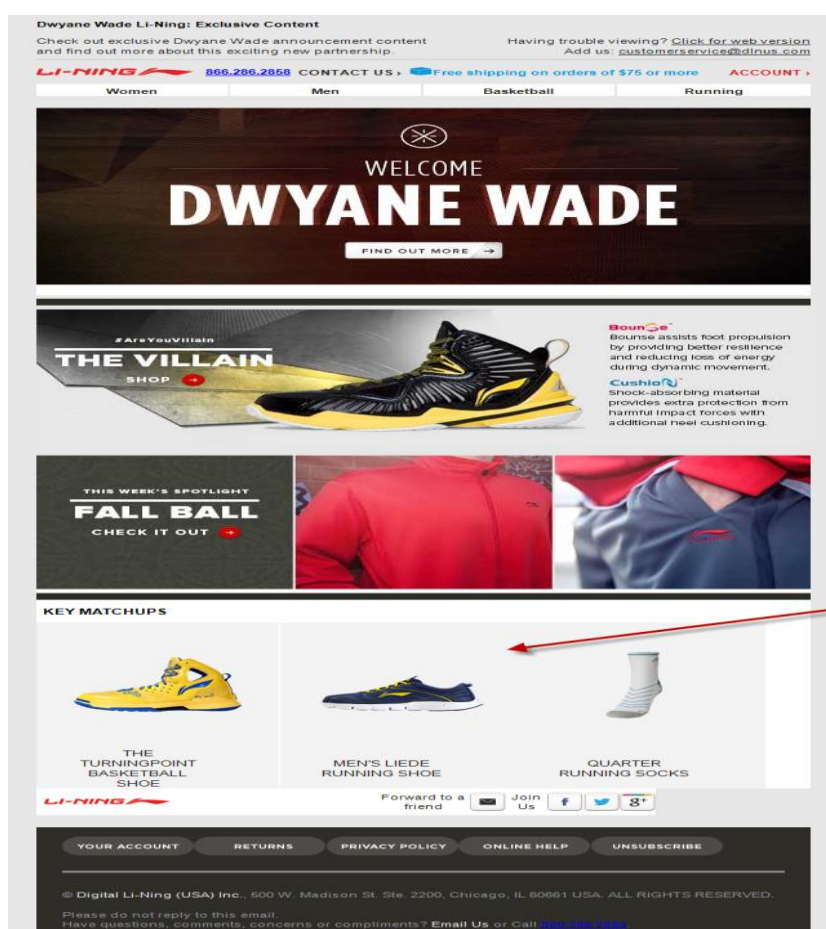 Dwyane Wade Li-Ning: Exclusive Content
Check out exclusive Dwyane Wade announcement content
and find out more about this exciting new partnership.
Having trouble viewing? Click for web version
Add us: customerservice@dlnus.com
LI-NING 866.286.2858 CONTACT US › Free shipping on orders of $75 or more ACCOUNT ›
Women Men Basketball Running
WELCOME
DWYANE WADE
FIND OUT MORE →
#AreYouVillain
THE VILLAIN
SHOP →
Bounse™
Bounse assists foot propulsion
by providing better resilience
and reducing loss of energy
during dynamic movement.
Cushion™
Shock-absorbing material
provides extra protection from
harmful impact forces with
additional heel cushioning.
THIS WEEK'S SPOTLIGHT
FALL BALL
CHECK IT OUT →
KEY MATCHUPS
THE
TURNINGPOINT
BASKETBALL
SHOE
MEN'S LIEDE
RUNNING SHOE
QUARTER
RUNNING SOCKS
LI-NING
Forward to a
friend
Join
Us
f
g+
YOUR ACCOUNT RETURNS PRIVACY POLICY ONLINE HELP UNSUBSCRIBE
© Digital Li-Ning (USA) Inc., 600 W. Madison St. Ste. 2200, Chicago, IL 60661 USA. ALL RIGHTS RESERVED.
Please do not reply to this email.
Have questions, comments, concerns or compliments? Email Us or Call 866.286.2858